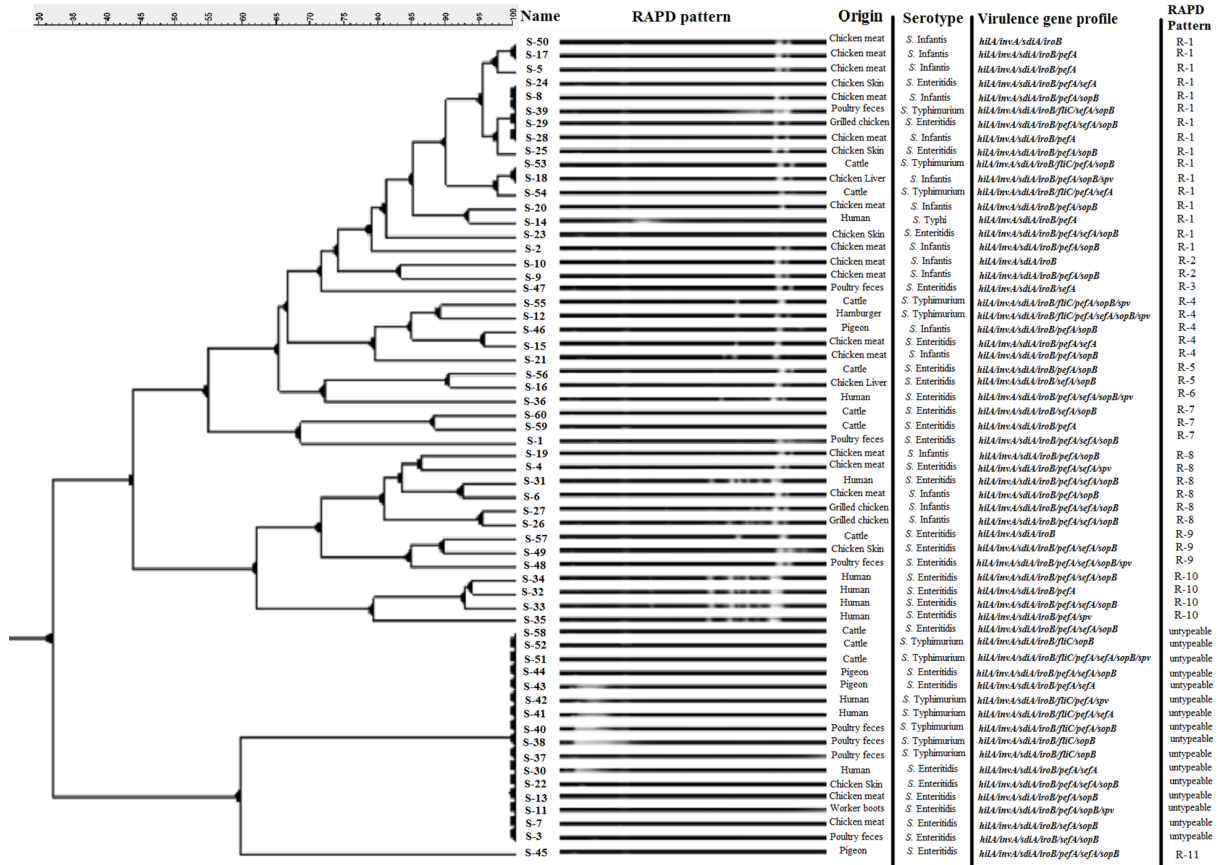 30 35 40 45 50 55 60 65 70 75 80 85 90 95 100
Name RAPD pattern Origin Serotype Virulence gene profile RAPD Pattern
S-50 Chicken meat S. Infantis hilA/invA/sdiA/iroB R-1
S-17 Chicken meat S. Infantis hilA/invA/sdiA/iroB/pefA R-1
S-5 Chicken meat S. Infantis hilA/invA/sdiA/iroB/pefA R-1
S-24 Chicken Skin S. Enteritidis hilA/invA/sdiA/iroB/pefA/sefA R-1
S-8 Chicken meat S. Infantis hilA/invA/sdiA/iroB/pefA/sopB R-1
S-39 Poultry feces S. Typhimurium hilA/invA/sdiA/iroB/fliC/sefA/sopB R-1
S-29 Grilled chicken S. Enteritidis hilA/invA/sdiA/iroB/pefA/sefA/sopB R-1
S-28 Chicken meat S. Infantis hilA/invA/sdiA/iroB/pefA R-1
S-25 Chicken Skin S. Enteritidis hilA/invA/sdiA/iroB/pefA/sopB R-1
S-53 Cattle S. Typhimurium hilA/invA/sdiA/iroB/fliC/pefA/sopB R-1
S-18 Chicken Liver S. Infantis hilA/invA/sdiA/iroB/pefA/sopB/spv R-1
S-54 Cattle S. Typhimurium hilA/invA/sdiA/iroB/fliC/pefA/sefA R-1
S-20 Chicken meat S. Infantis hilA/invA/sdiA/iroB/pefA/sopB R-1
S-14 Human S. Typhi hilA/invA/sdiA/iroB/pefA R-1
S-23 Chicken Skin S. Enteritidis hilA/invA/sdiA/iroB/pefA/sefA/sopB R-1
S-2 Chicken meat S. Infantis hilA/invA/sdiA/iroB/pefA/sopB R-1
S-10 Chicken meat S. Infantis hilA/invA/sdiA/iroB R-2
S-9 Chicken meat S. Infantis hilA/invA/sdiA/iroB/pefA/sopB R-2
S-47 Poultry feces S. Enteritidis hilA/invA/sdiA/iroB/sefA R-3
S-55 Cattle S. Typhimurium hilA/invA/sdiA/iroB/fliC/pefA/sopB/spv R-4
S-12 Hamburger S. Typhimurium hilA/invA/sdiA/iroB/fliC/pefA/sefA/sopB/spv R-4
S-46 Pigeon S. Infantis hilA/invA/sdiA/iroB/pefA/sopB R-4
S-15 Chicken meat S. Enteritidis hilA/invA/sdiA/iroB/pefA/sefA R-4
S-21 Chicken meat S. Infantis hilA/invA/sdiA/iroB/pefA/sopB R-4
S-56 Cattle S. Enteritidis hilA/invA/sdiA/iroB/pefA/sopB R-5
S-16 Chicken Liver S. Enteritidis hilA/invA/sdiA/iroB/sefA/sopB R-5
S-36 Human S. Enteritidis hilA/invA/sdiA/iroB/pefA/sefA/sopB/spv R-6
S-60 Cattle S. Enteritidis hilA/invA/sdiA/iroB/sefA/sopB R-7
S-59 Cattle S. Enteritidis hilA/invA/sdiA/iroB/pefA R-7
S-1 Poultry feces S. Enteritidis hilA/invA/sdiA/iroB/pefA/sefA/sopB R-7
S-19 Chicken meat S. Infantis hilA/invA/sdiA/iroB/pefA/sopB R-8
S-4 Chicken meat S. Enteritidis hilA/invA/sdiA/iroB/pefA/sefA/spv R-8
S-31 Human S. Enteritidis hilA/invA/sdiA/iroB/pefA/sefA/sopB R-8
S-6 Chicken meat S. Infantis hilA/invA/sdiA/iroB/pefA/sopB R-8
S-27 Grilled chicken S. Infantis hilA/invA/sdiA/iroB/pefA/sefA/sopB R-8
S-26 Grilled chicken S. Infantis hilA/invA/sdiA/iroB/pefA/sefA/sopB R-8
S-57 Cattle S. Enteritidis hilA/invA/sdiA/iroB R-9
S-49 Chicken Skin S. Enteritidis hilA/invA/sdiA/iroB/pefA/sefA/sopB R-9
S-48 Poultry feces S. Enteritidis hilA/invA/sdiA/iroB/pefA/sefA/sopB/spv R-9
S-34 Human S. Enteritidis hilA/invA/sdiA/iroB/pefA/sefA/sopB R-10
S-32 Human S. Enteritidis hilA/invA/sdiA/iroB/pefA R-10
S-33 Human S. Enteritidis hilA/invA/sdiA/iroB/pefA/sefA/sopB R-10
S-35 Human S. Enteritidis hilA/invA/sdiA/iroB/pefA/spv R-10
S-58 Cattle S. Enteritidis hilA/invA/sdiA/iroB/pefA/sefA/sopB untypeable
S-52 Cattle S. Typhimurium hilA/invA/sdiA/iroB/fliC/sopB untypeable
S-51 Cattle S. Typhimurium hilA/invA/sdiA/iroB/fliC/pefA/sefA/sopB/spv untypeable
S-44 Pigeon S. Enteritidis hilA/invA/sdiA/iroB/pefA/sefA/sopB untypeable
S-43 Pigeon S. Enteritidis hilA/invA/sdiA/iroB/pefA/sefA untypeable
S-42 Human S. Typhimurium hilA/invA/sdiA/iroB/fliC/pefA/spv untypeable
S-41 Human S. Typhimurium hilA/invA/sdiA/iroB/fliC/pefA/sefA untypeable
S-40 Poultry feces S. Typhimurium hilA/invA/sdiA/iroB/fliC/pefA/sopB untypeable
S-38 Poultry feces S. Typhimurium hilA/invA/sdiA/iroB/fliC/sopB untypeable
S-37 Poultry feces S. Typhimurium hilA/invA/sdiA/iroB/fliC/sopB untypeable
S-30 Human S. Enteritidis hilA/invA/sdiA/iroB/pefA/sefA untypeable
S-22 Chicken Skin S. Enteritidis hilA/invA/sdiA/iroB/pefA/sefA/sopB untypeable
S-13 Chicken meat S. Enteritidis hilA/invA/sdiA/iroB/pefA/sopB untypeable
S-11 Worker boots S. Enteritidis hilA/invA/sdiA/iroB/pefA/sopB/spv untypeable
S-7 Chicken meat S. Enteritidis hilA/invA/sdiA/iroB/sefA/sopB untypeable
S-3 Poultry feces S. Enteritidis hilA/invA/sdiA/iroB/sefA/sopB untypeable
S-45 Pigeon S. Enteritidis hilA/invA/sdiA/iroB/pefA/sefA/sopB R-11